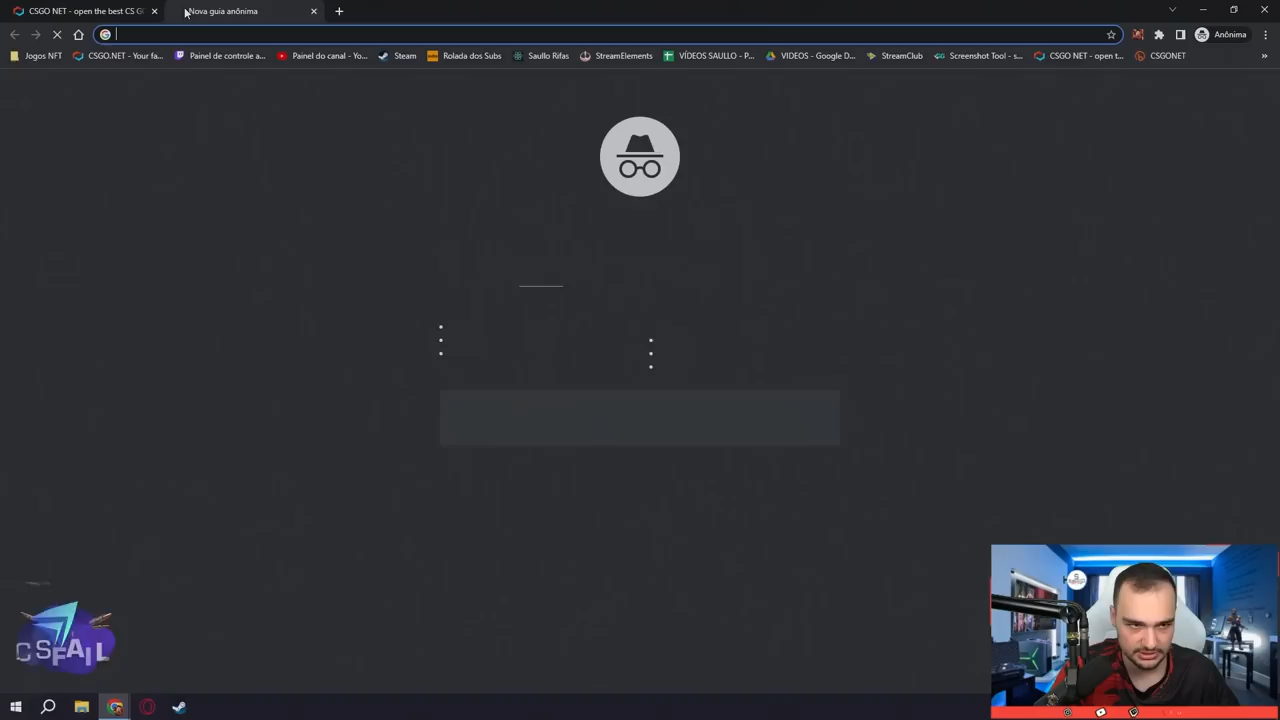 CSGO NET - open the best CS G
Nova guia anônima
Anônima
Jogos NFT
CSGO.NET - Your fa...
Painel de controle a...
Painel do canal - Yo...
Steam
Rolada dos Subs
Saullo Rifas
StreamElements
VÍDEOS SAULLO - P...
VIDEOS - Google D...
StreamClub
Screenshot Tool - s...
CSGO NET - open t...
CSGONET
CSFAIL